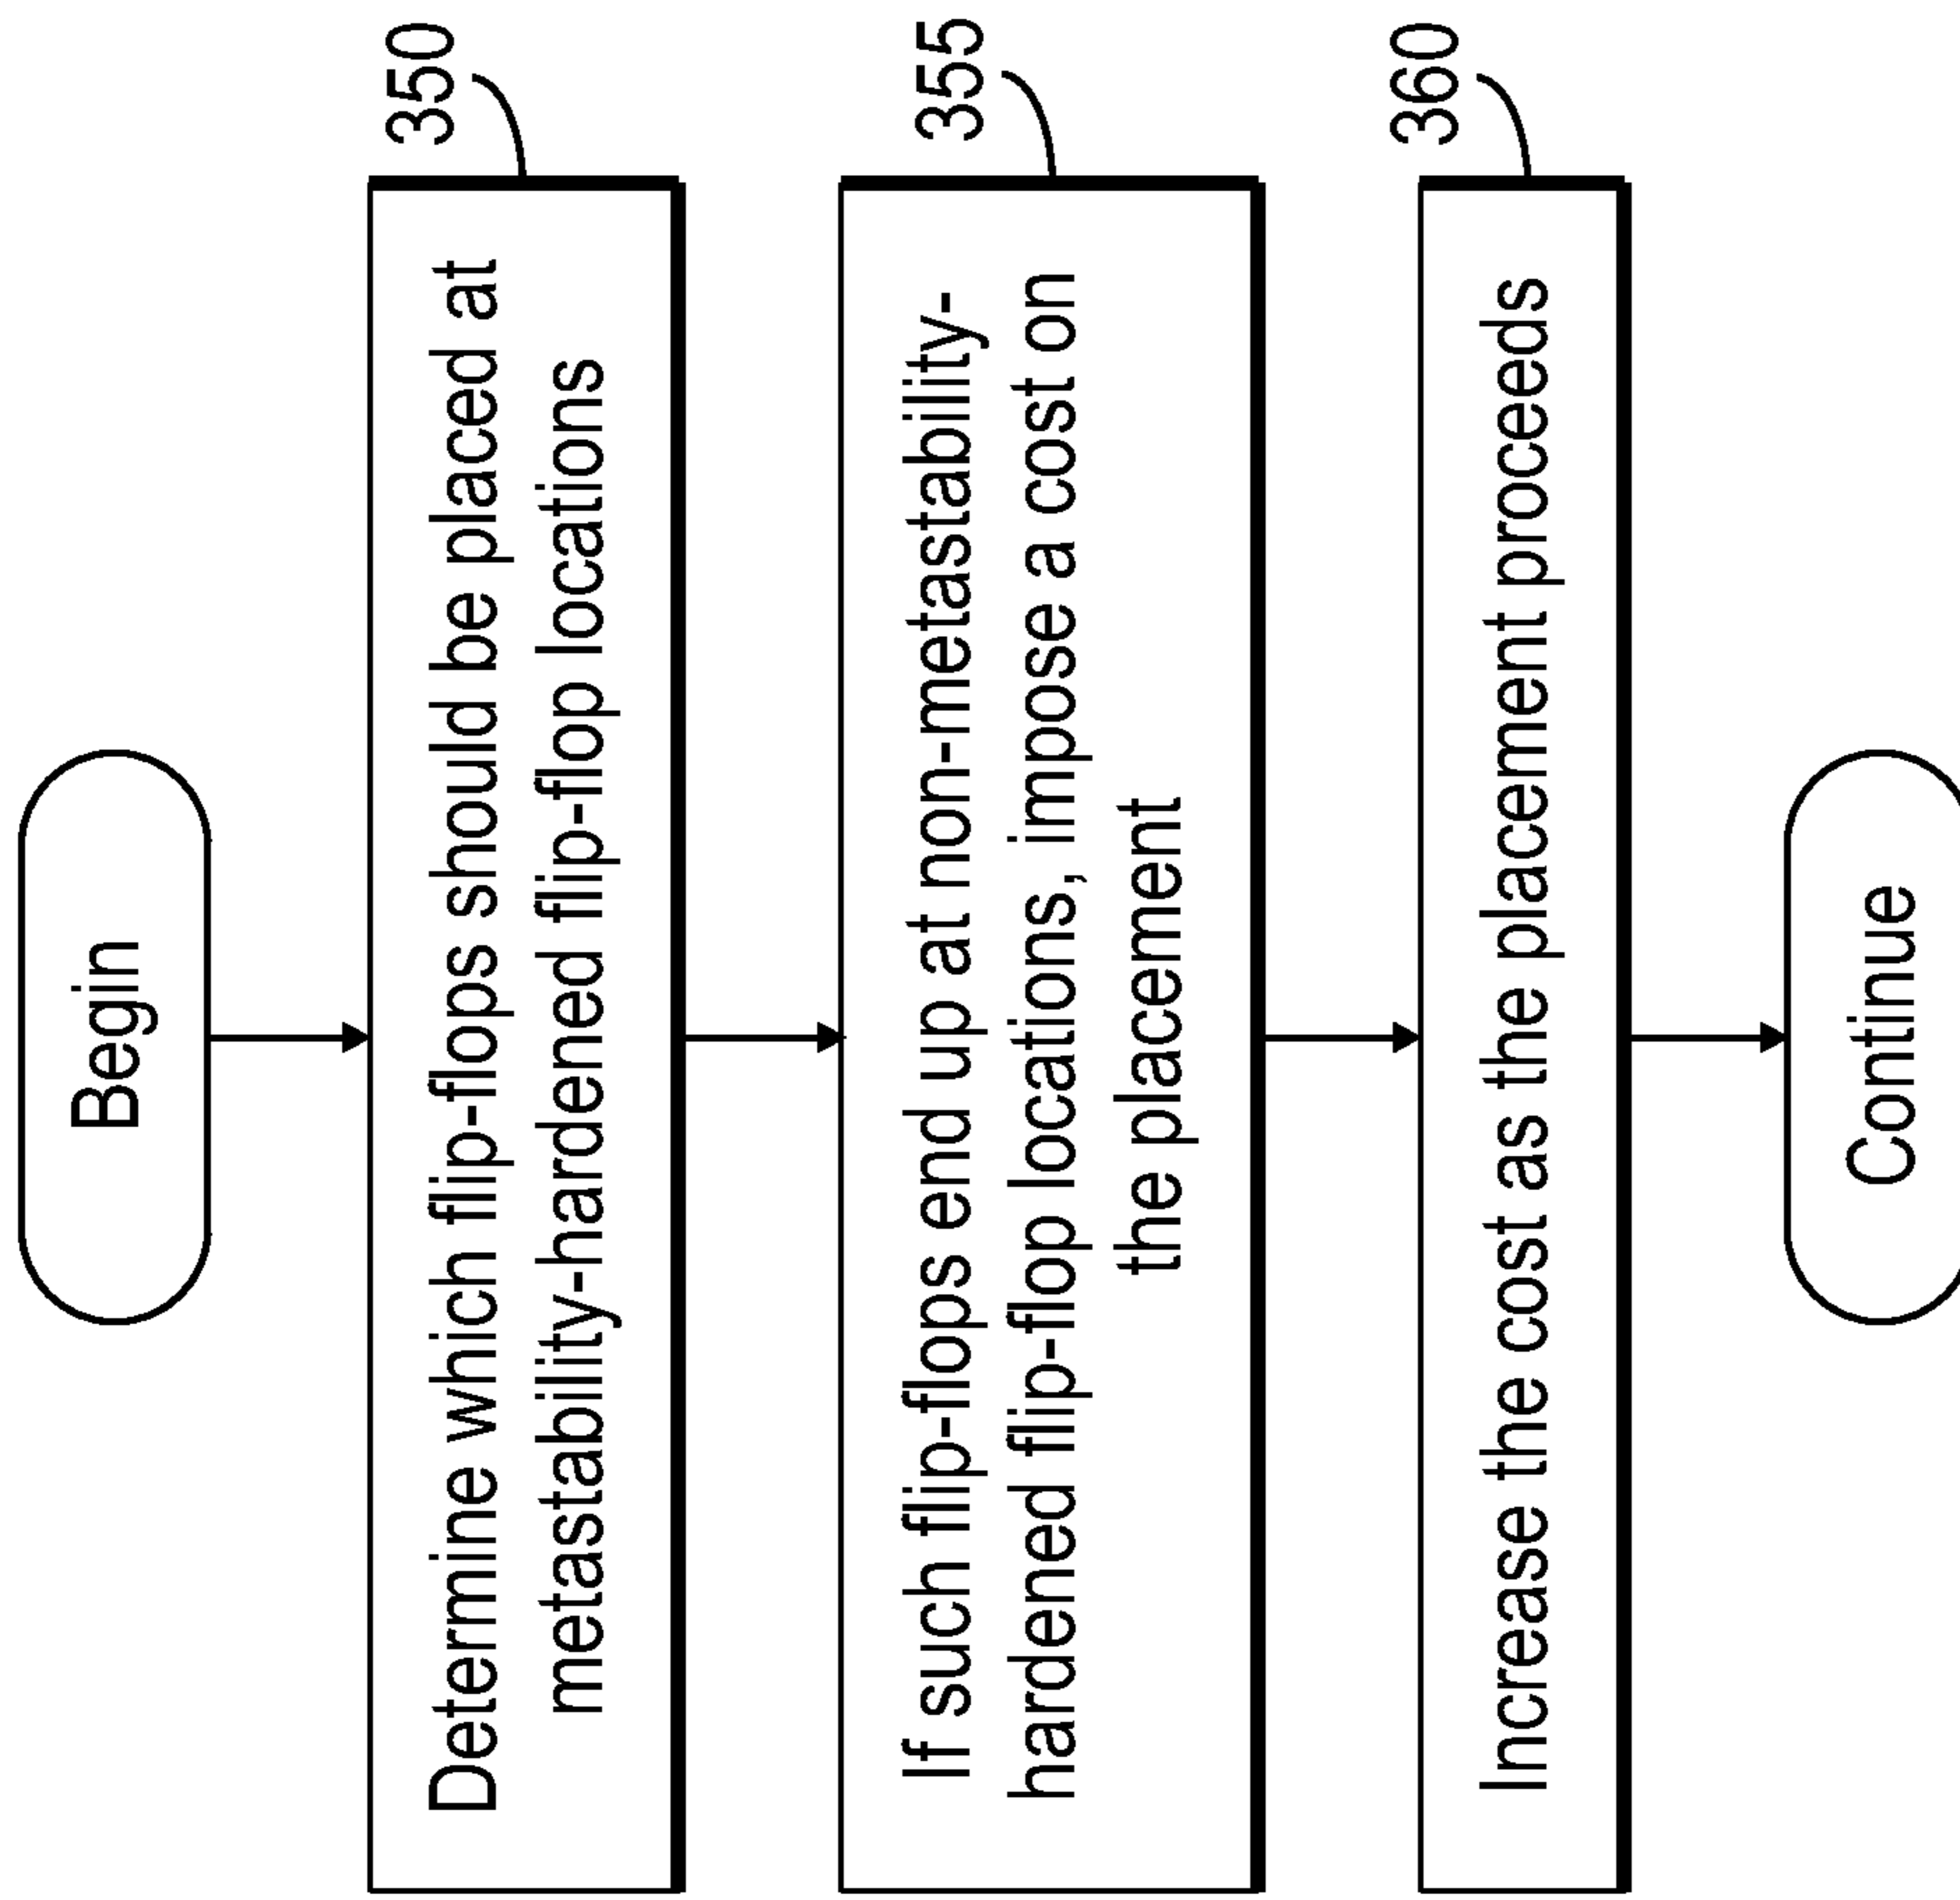 Begin
350
Determine which flip-flops should be placed at
metastability-hardened flip-flop locations
355
If such flip-flops end up at non-metastability-
hardened flip-flop locations, impose a cost on
the placement
360
Increase the cost as the placement proceeds
Continue